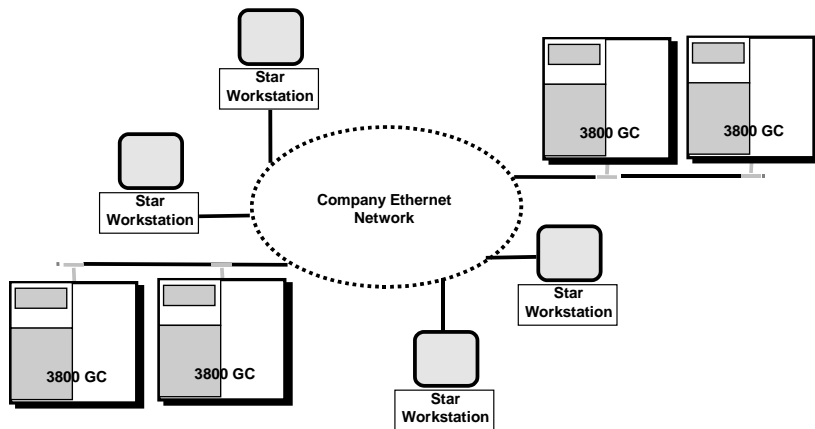 Star
Workstation
3800 GC
3800 GC
Star
Workstation
Company Ethernet
Network
Star
Workstation
3800 GC
3800 GC
Star
Workstation